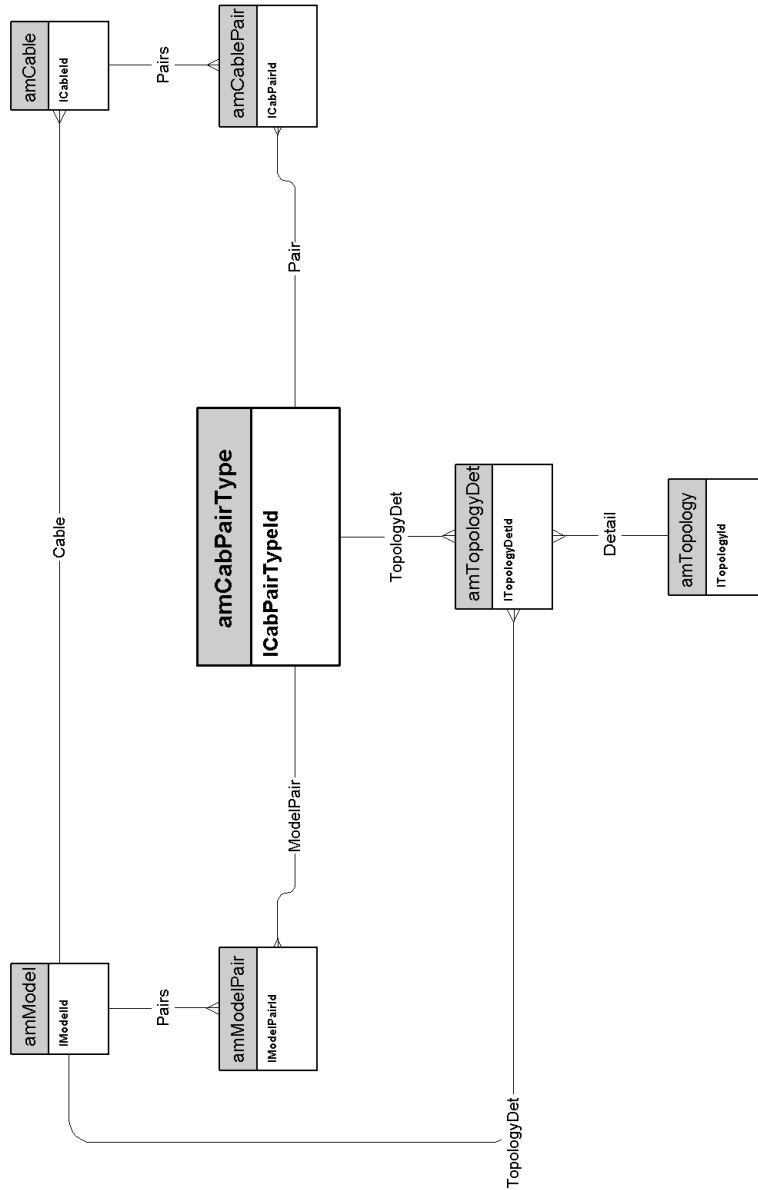 amModel
lModelId
Cable
amCable
lCableId
Pairs
Pairs
amModelPair
lModelPairId
amCabPairType
lCabPairTypeId
amCablePair
lCabPairId
ModelPair
Pair
TopologyDet
amTopologyDet
lTopologyDetId
TopologyDet
Detail
amTopology
lTopologyId